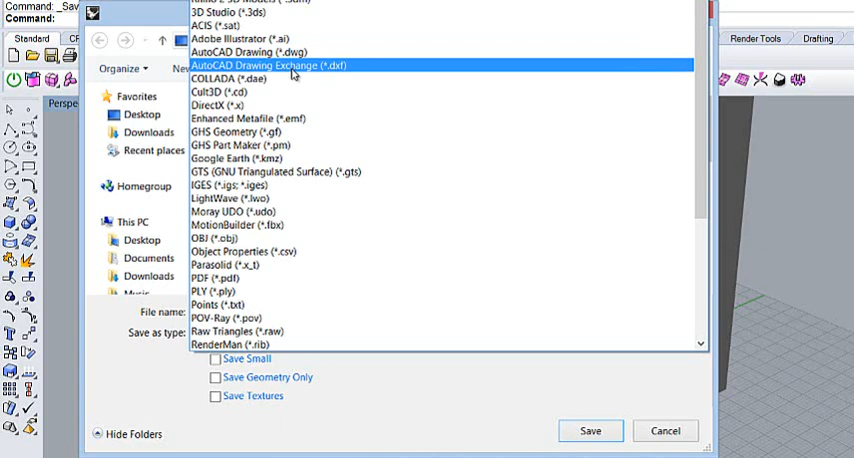 Command: _Sav
Command:
Standard
Render Tools
Drafting
Perspe
Organize
Favorites
Desktop
Downloads
Recent places
Homegroup
This PC
Desktop
Documents
Downloads
3D Studio (*.3ds)
ACIS (*.sat)
Adobe Illustrator (*.ai)
AutoCAD Drawing (*.dwg)
AutoCAD Drawing Exchange (*.dxf)
COLLADA (*.dae)
Cult3D (*.cd)
DirectX (*.x)
Enhanced Metafile (*.emf)
GHS Geometry (*.gf)
GHS Part Maker (*.pm)
Google Earth (*.kmz)
GTS (GNU Triangulated Surface) (*.gts)
IGES (*.igs; *.iges)
LightWave (*.lwo)
Moray UDO (*.udo)
MotionBuilder (*.fbx)
OBJ (*.obj)
Object Properties (*.csv)
Parasolid (*.x_t)
PDF (*.pdf)
PLY (*.ply)
Points (*.txt)
POV-Ray (*.pov)
Raw Triangles (*.raw)
RenderMan (*.rib)
File name:
Save as type:
Save Small
Save Geometry Only
Save Textures
Hide Folders
Save
Cancel